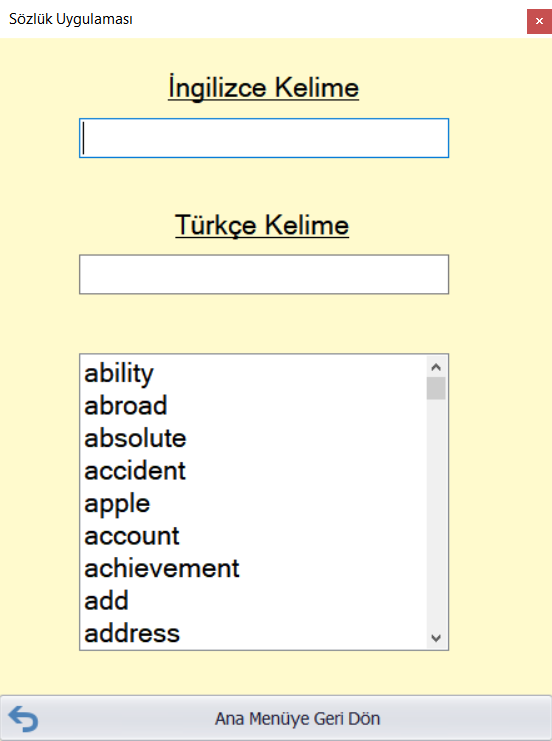 Sözlük Uygulaması
İngilizce Kelime
Türkçe Kelime
ability
abroad
absolute
accident
apple
account
achievement
add
address
Ana Menüye Geri Dön